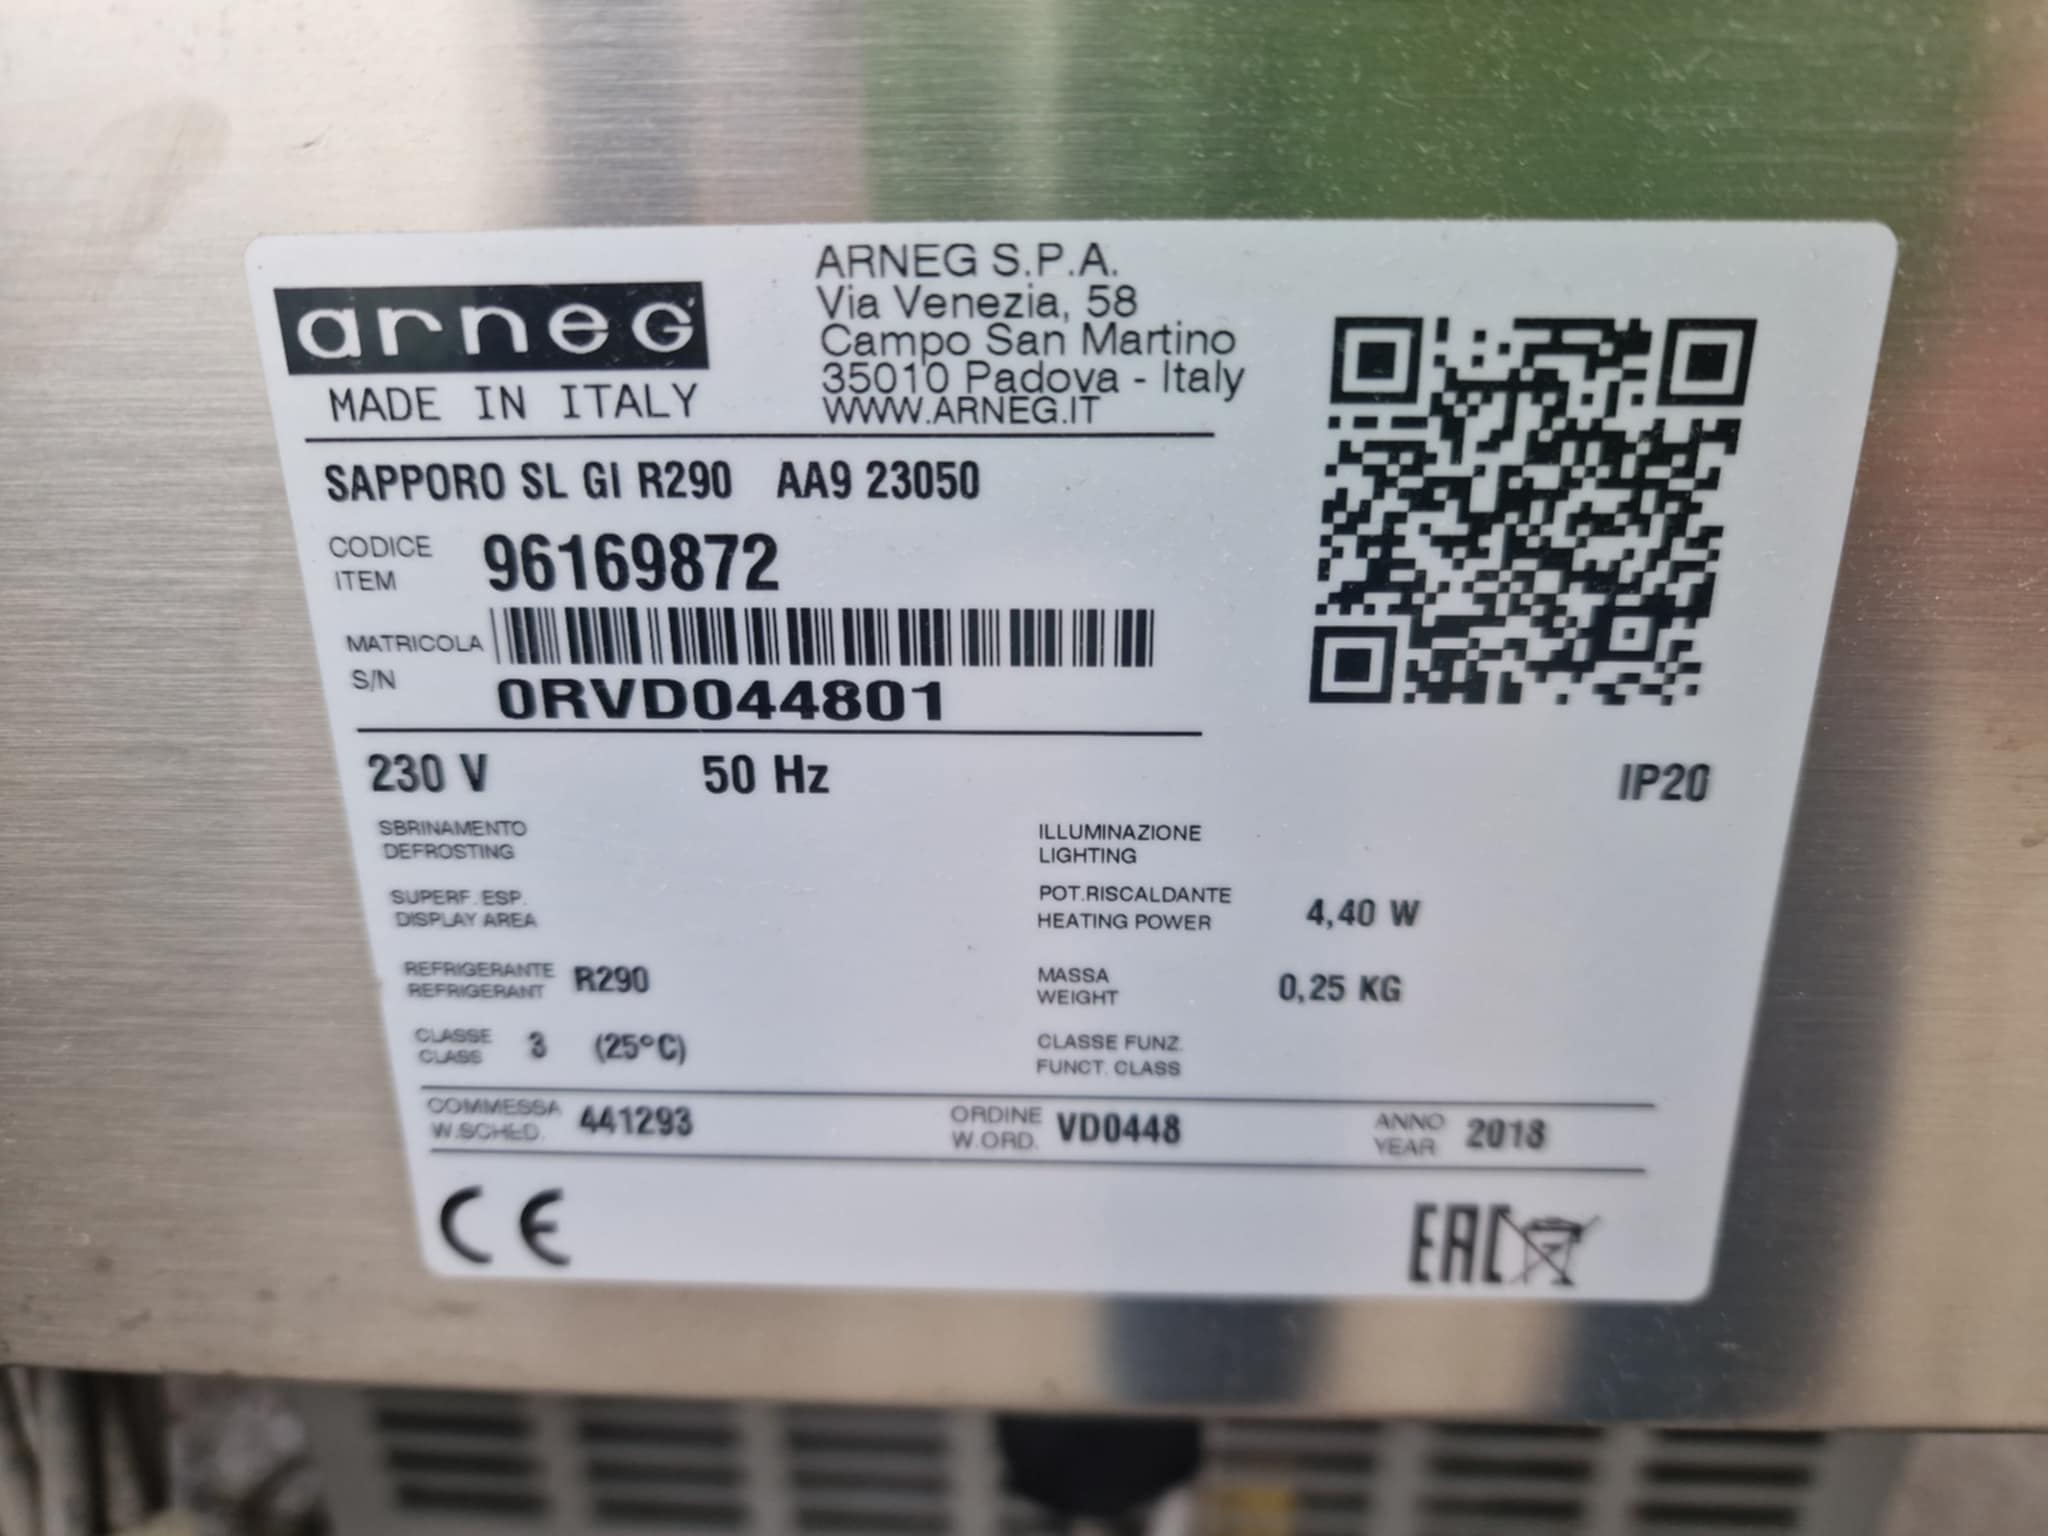 arneg
MADE IN ITALY
ARNEG S.P.A.
Via Venezia, 58
Campo San Martino
35010 Padova - Italy
WWW.ARNEG.IT
SAPPORO SL GI R290 AA9 23050
CODICE
ITEM
96169872
MATRICOLA
S/N
0RVD044801
230 V 50 Hz IP20
SBRINAMENTO
DEFROSTING
ILLUMINAZIONE
LIGHTING
SUPERF. ESP.
DISPLAY AREA
POT.RISCALDANTE
HEATING POWER
4,40 W
REFRIGERANTE
REFRIGERANT
R290
MASSA
WEIGHT
0,25 KG
CLASSE
CLASS
3 (25°C)
CLASSE FUNZ.
FUNCT. CLASS
COMMESSA
W.SCHED.
441293
ORDINE
W.ORD.
VD0448
ANNO
YEAR
2018
CE
EAC